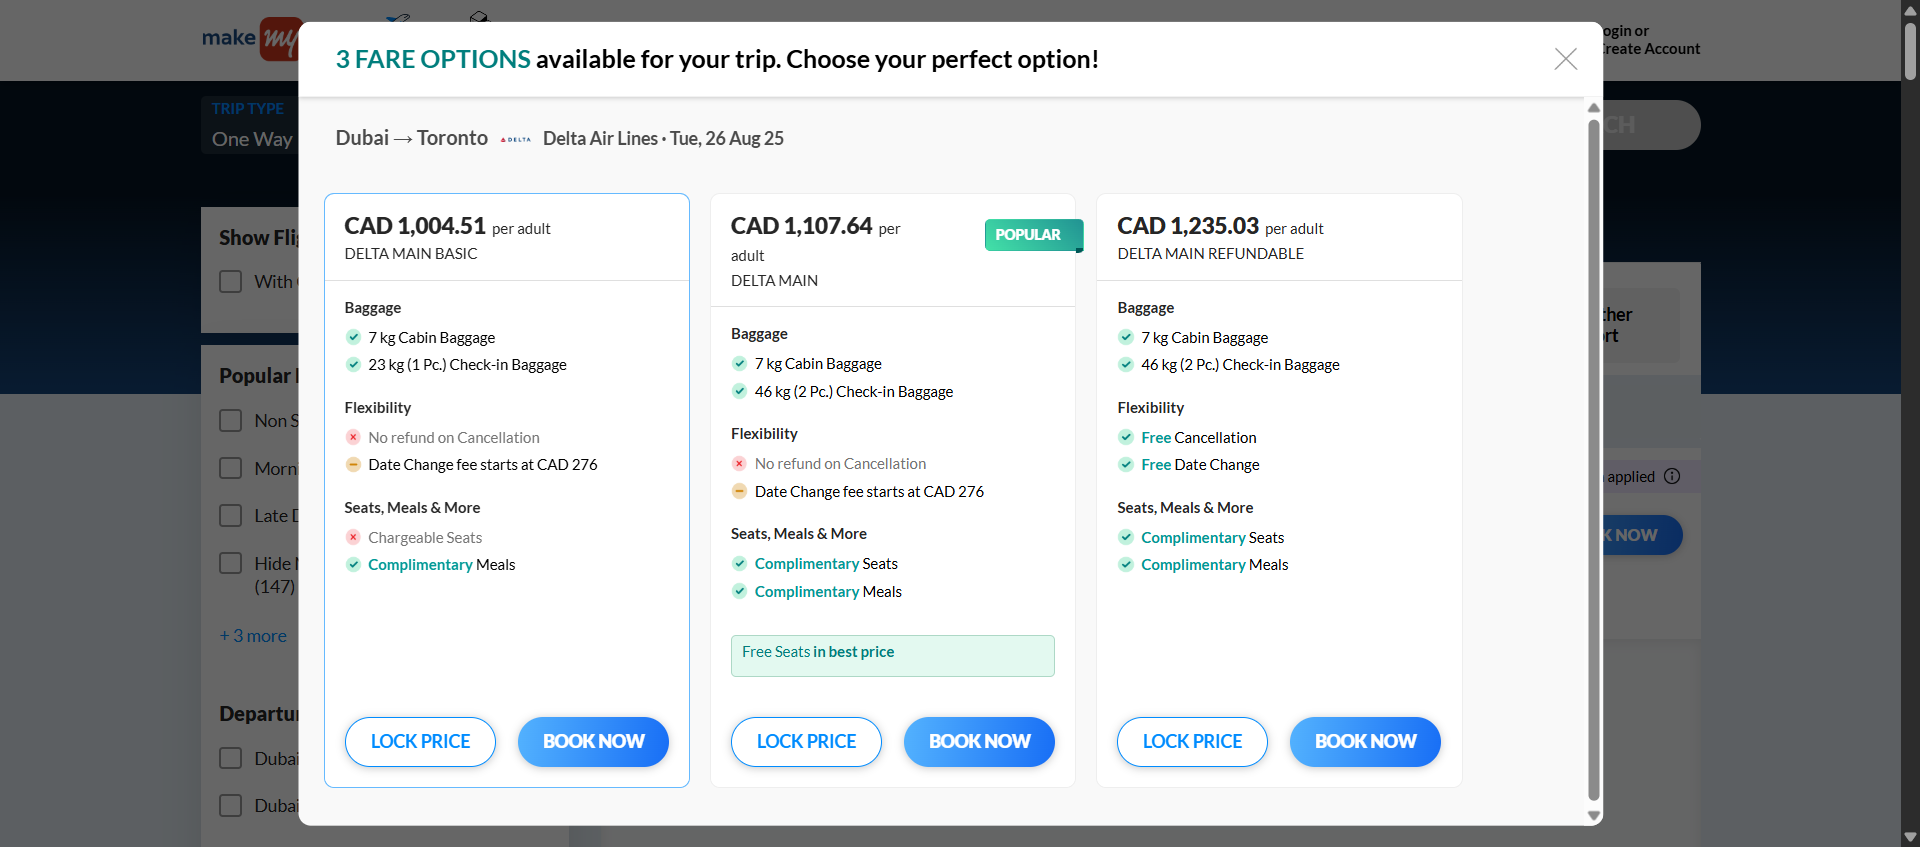 make my
ogin or
reate Account
TRIP TYPE
One Way
CH
3 FARE OPTIONS available for your trip. Choose your perfect option!
Dubai → Toronto DELTA Delta Air Lines · Tue, 26 Aug 25
CAD 1,004.51 per adult
DELTA MAIN BASIC
Baggage
7 kg Cabin Baggage
23 kg (1 Pc.) Check-in Baggage
Flexibility
No refund on Cancellation
Date Change fee starts at CAD 276
Seats, Meals & More
Chargeable Seats
Complimentary Meals
LOCK PRICE
BOOK NOW
CAD 1,107.64 per
adult
DELTA MAIN
POPULAR
Baggage
7 kg Cabin Baggage
46 kg (2 Pc.) Check-in Baggage
Flexibility
No refund on Cancellation
Date Change fee starts at CAD 276
Seats, Meals & More
Complimentary Seats
Complimentary Meals
Free Seats in best price
LOCK PRICE
BOOK NOW
CAD 1,235.03 per adult
DELTA MAIN REFUNDABLE
Baggage
7 kg Cabin Baggage
46 kg (2 Pc.) Check-in Baggage
Flexibility
Free Cancellation
Free Date Change
Seats, Meals & More
Complimentary Seats
Complimentary Meals
LOCK PRICE
BOOK NOW
Show Fli
With
Popular
Non S
Morni
Late D
Hide
(147)
+ 3 more
Departu
Dubai
Dubai
ther
rt
applied
K NOW